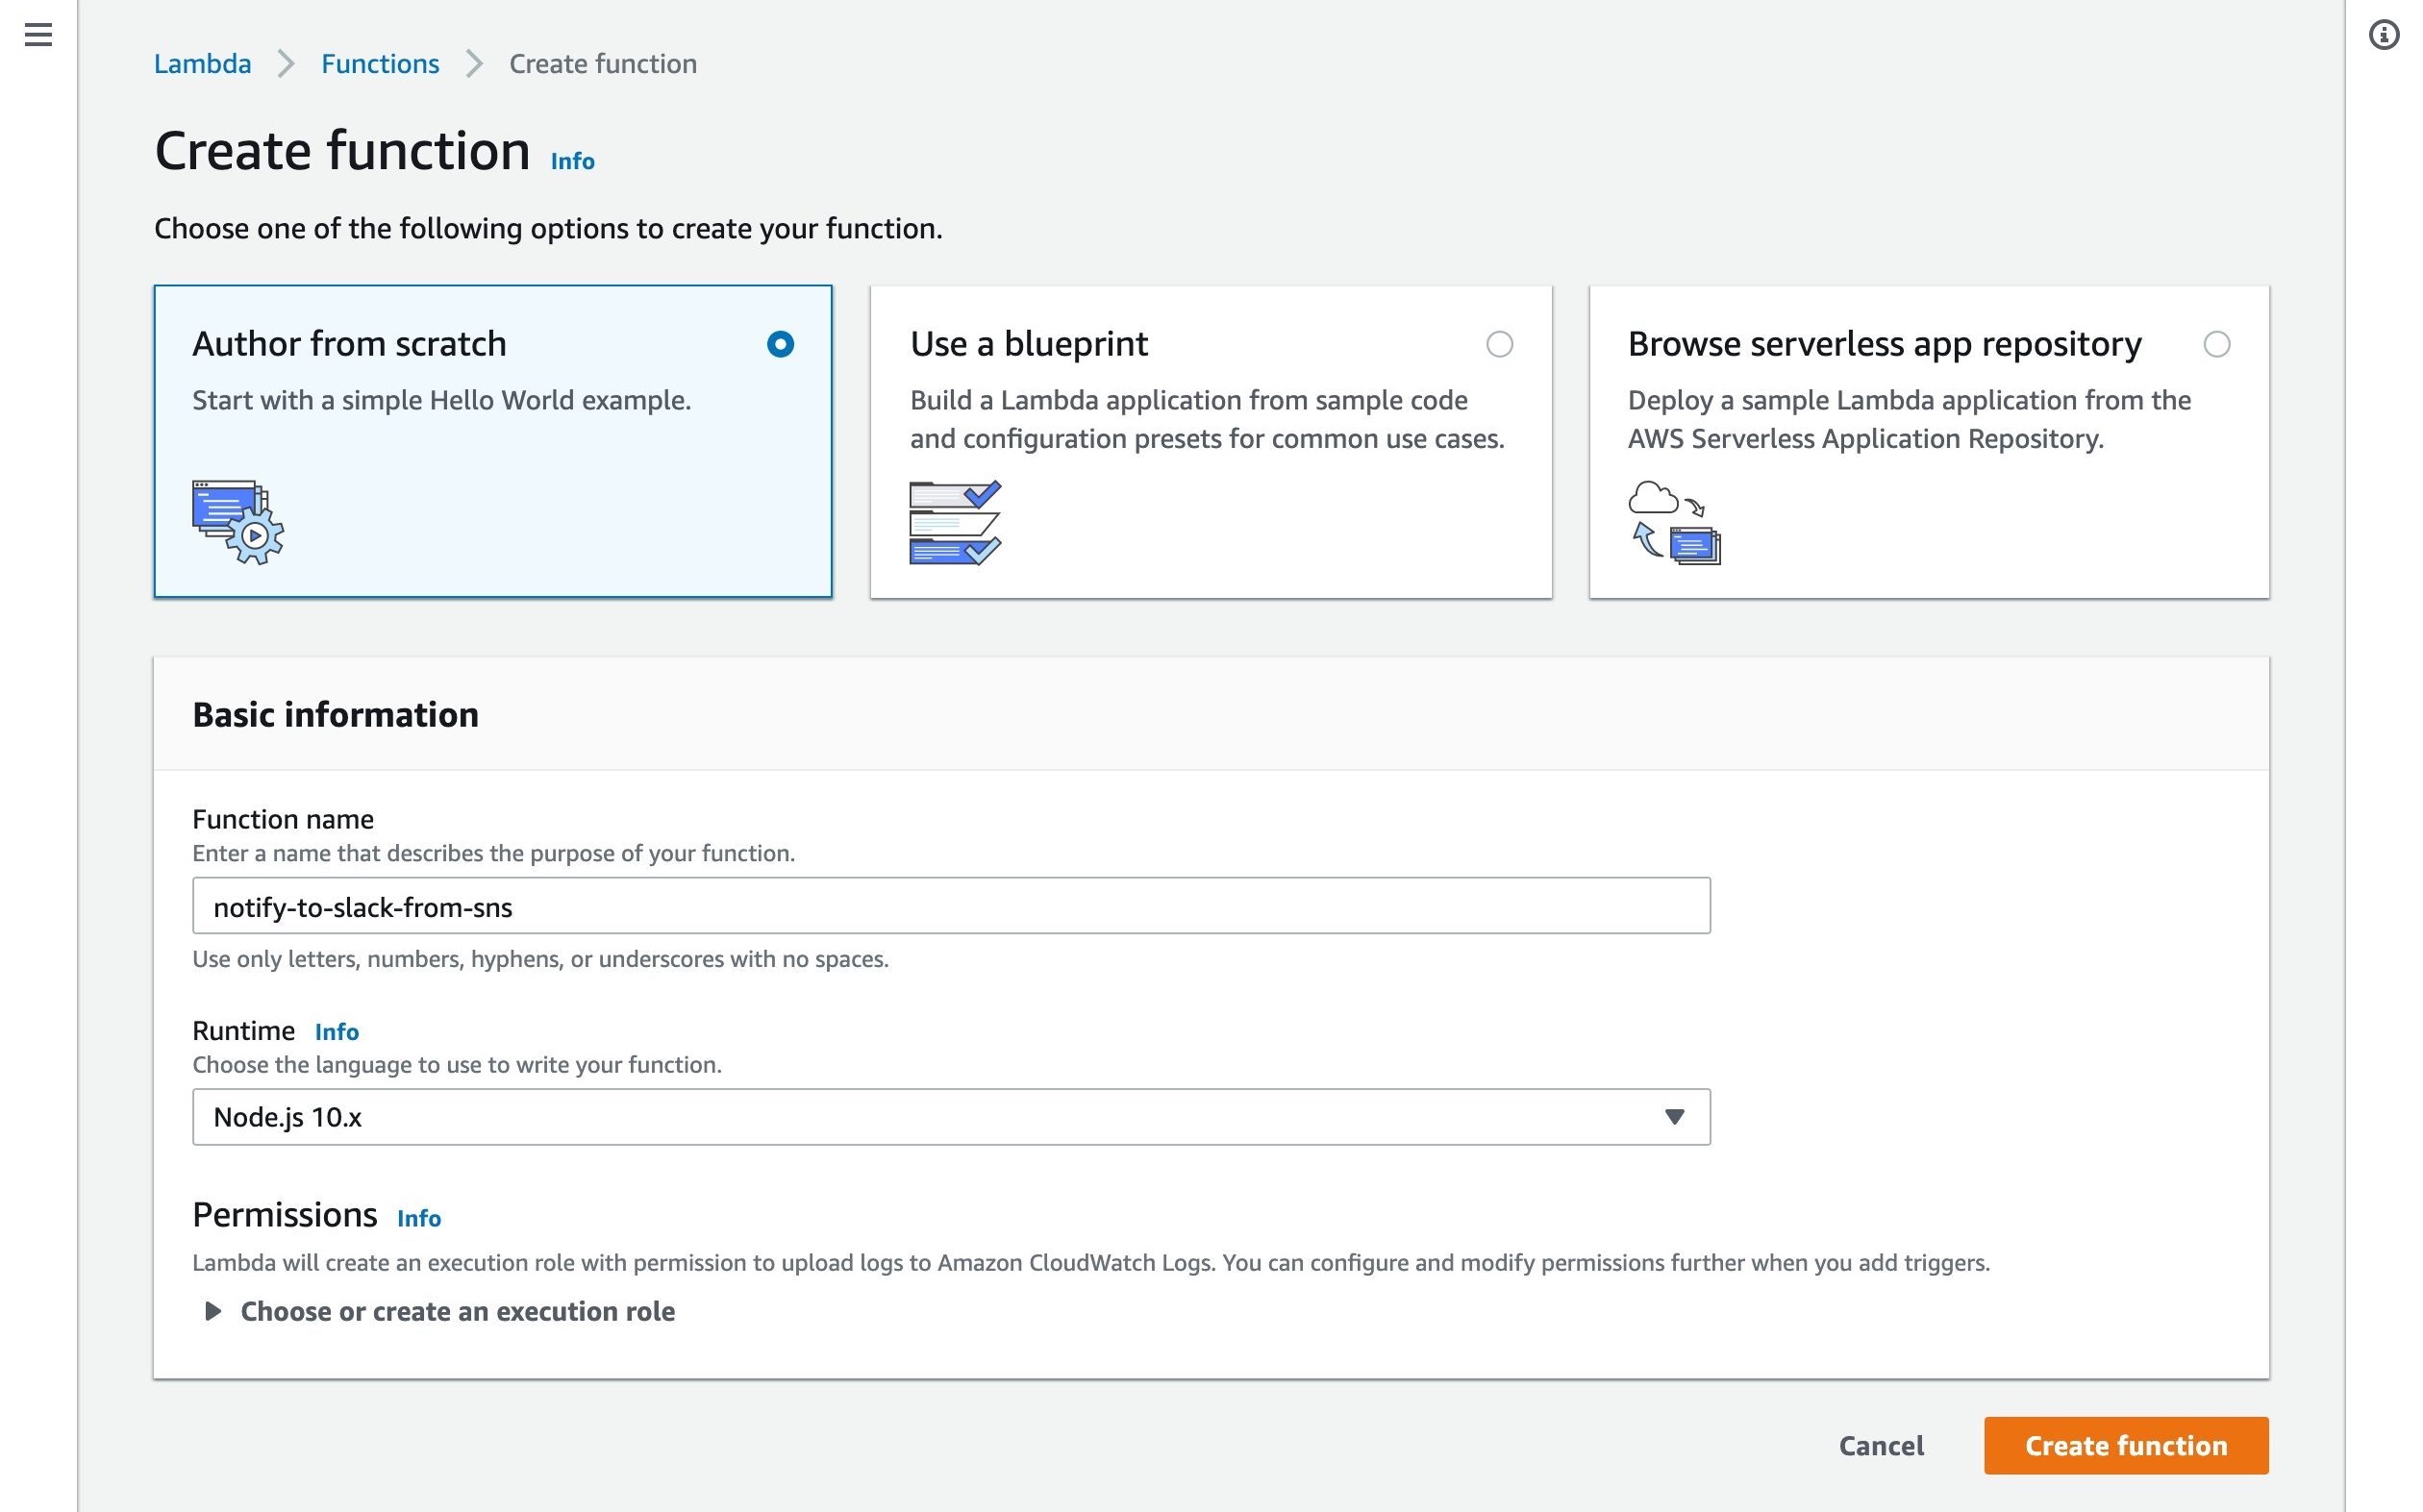 Lambda > Functions > Create function
Create function Info
Choose one of the following options to create your function.
Author from scratch
Start with a simple Hello World example.
Use a blueprint
Build a Lambda application from sample code
and configuration presets for common use cases.
Browse serverless app repository
Deploy a sample Lambda application from the
AWS Serverless Application Repository.
Basic information
Function name
Enter a name that describes the purpose of your function.
notify-to-slack-from-sns
Use only letters, numbers, hyphens, or underscores with no spaces.
Runtime Info
Choose the language to use to write your function.
Node.js 10.x
Permissions Info
Lambda will create an execution role with permission to upload logs to Amazon CloudWatch Logs. You can configure and modify permissions further when you add triggers.
Choose or create an execution role
Cancel Create function